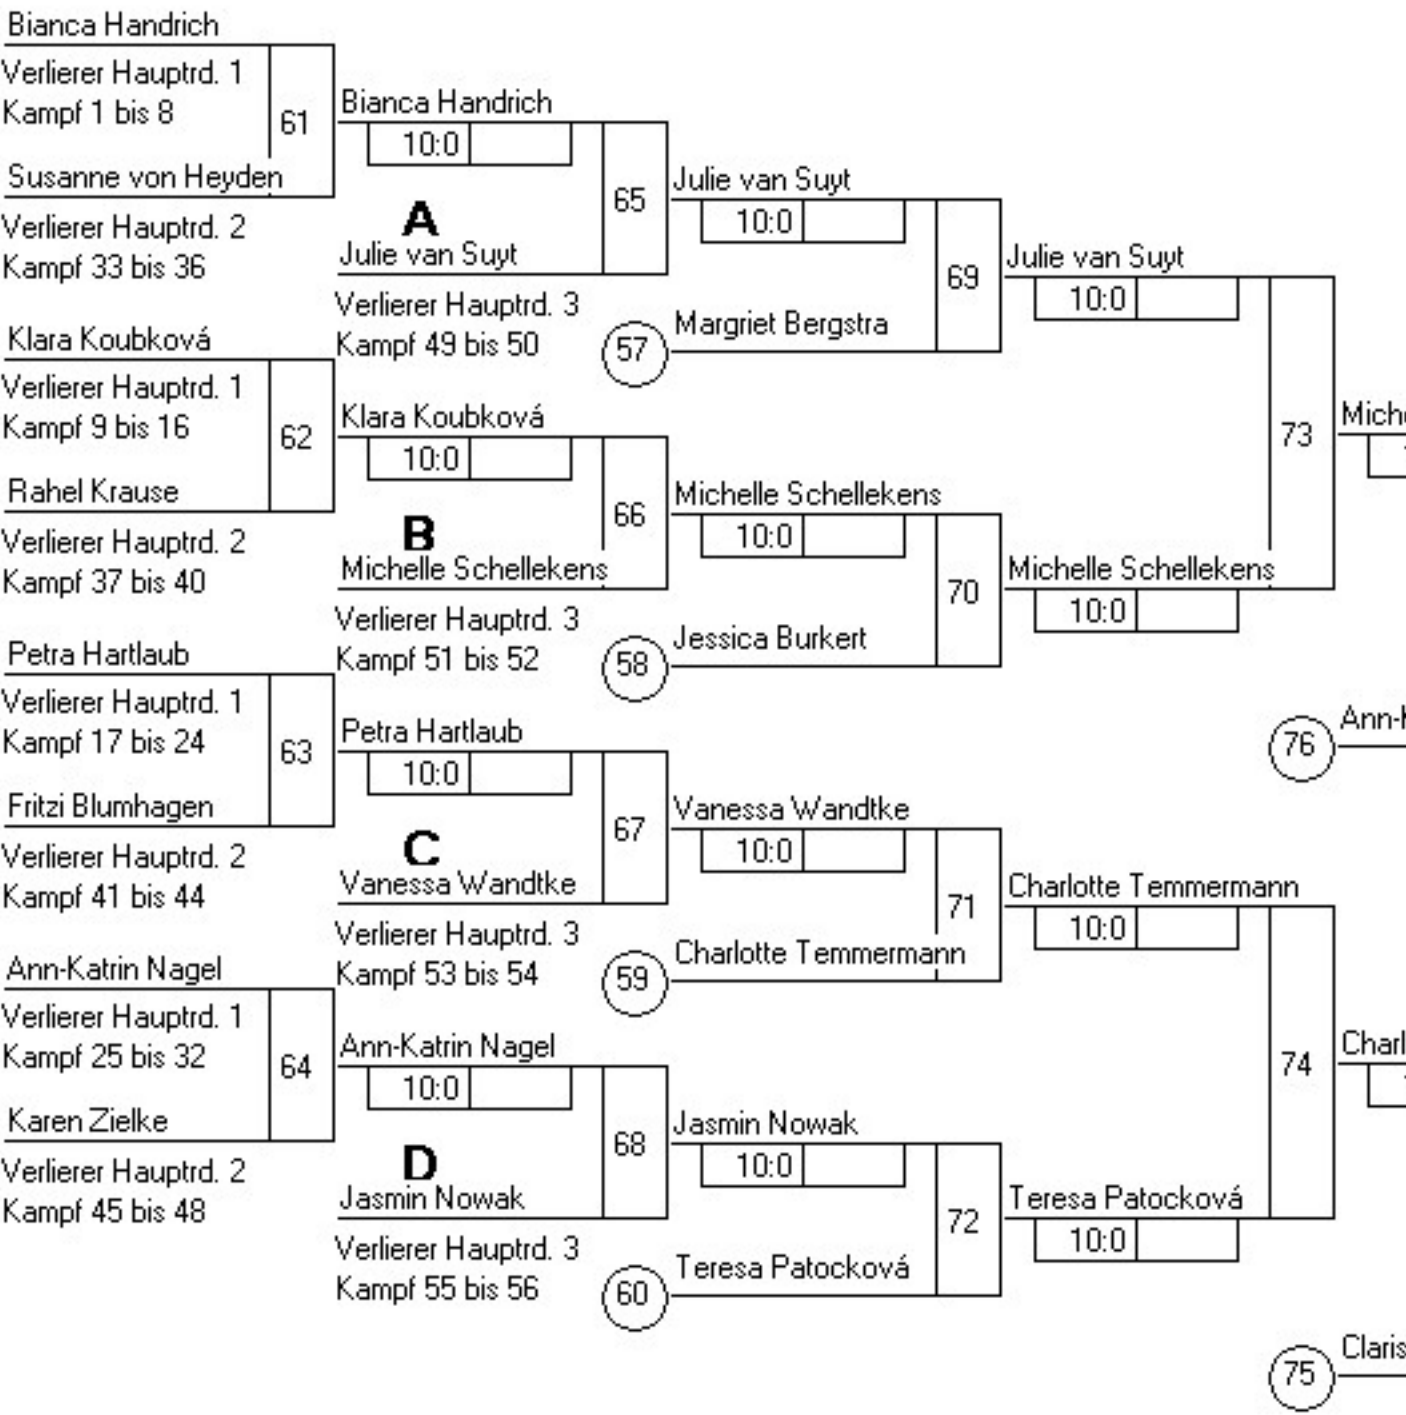 Bianca Handrich
Verlierer Hauptrd. 1
Kampf 1 bis 8
61
Susanne von Heyden
Verlierer Hauptrd. 2
Kampf 33 bis 36
Klara Koubková
Verlierer Hauptrd. 1
Kampf 9 bis 16
62
Rahel Krause
Verlierer Hauptrd. 2
Kampf 37 bis 40
Petra Hartlaub
Verlierer Hauptrd. 1
Kampf 17 bis 24
63
Fritzi Blumhagen
Verlierer Hauptrd. 2
Kampf 41 bis 44
Ann-Katrin Nagel
Verlierer Hauptrd. 1
Kampf 25 bis 32
64
Karen Zielke
Verlierer Hauptrd. 2
Kampf 45 bis 48
Bianca Handrich
10:0
65
A
Julie van Suyt
Verlierer Hauptrd. 3
Kampf 49 bis 50
Klara Koubková
10:0
66
B
Michelle Schellekens
Verlierer Hauptrd. 3
Kampf 51 bis 52
Petra Hartlaub
10:0
67
C
Vanessa Wandtke
Verlierer Hauptrd. 3
Kampf 53 bis 54
Ann-Katrin Nagel
10:0
68
D
Jasmin Nowak
Verlierer Hauptrd. 3
Kampf 55 bis 56
Julie van Suyt
10:0
69
57
Margriet Bergstra
Michelle Schellekens
10:0
70
58
Jessica Burkert
Vanessa Wandtke
10:0
71
59
Charlotte Temmermann
Jasmin Nowak
10:0
72
60
Teresa Patocková
Julie van Suyt
10:0
73
Michelle Schellekens
10:0
Charlotte Temmermann
10:0
74
Teresa Patocková
10:0
Mich
76
Ann-
Charl
75
Claris